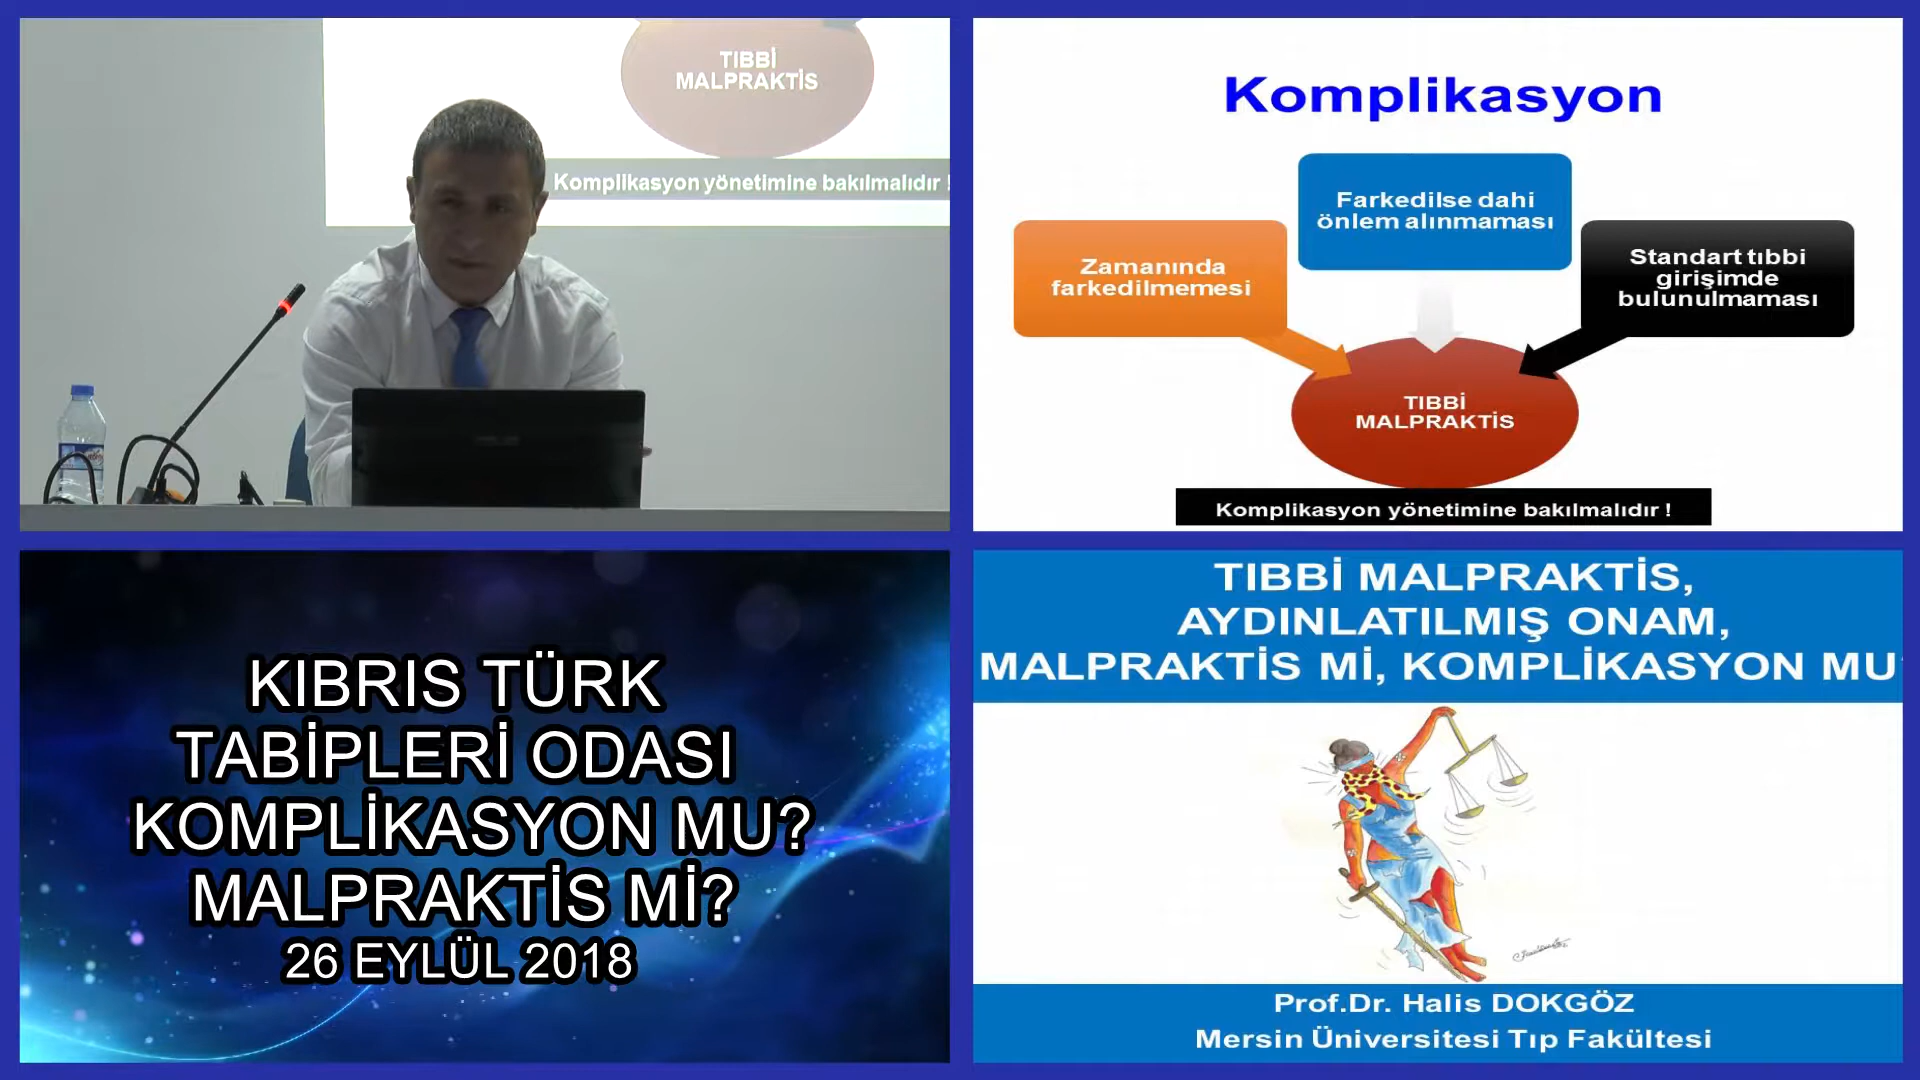 TIBBİ
MALPRAKTİS
Komplikasyon yönetimine bakılmalıdır !
Komplikasyon
Farkedilse dahi
önlem alınmaması
Zamanında
farkedilmemesi
Standart tıbbi
girişimde
bulunulmaması
TIBBİ
MALPRAKTİS
Komplikasyon yönetimine bakılmalıdır !
KIBRIS TÜRK
TABİPLERİ ODASI
KOMPLİKASYON MU?
MALPRAKTİS Mİ?
26 EYLÜL 2018
TIBBİ MALPRAKTİS,
AYDINLATILMIŞ ONAM,
MALPRAKTİS Mİ, KOMPLİKASYON MU
Prof.Dr. Halis DOKGÖZ
Mersin Üniversitesi Tıp Fakültesi